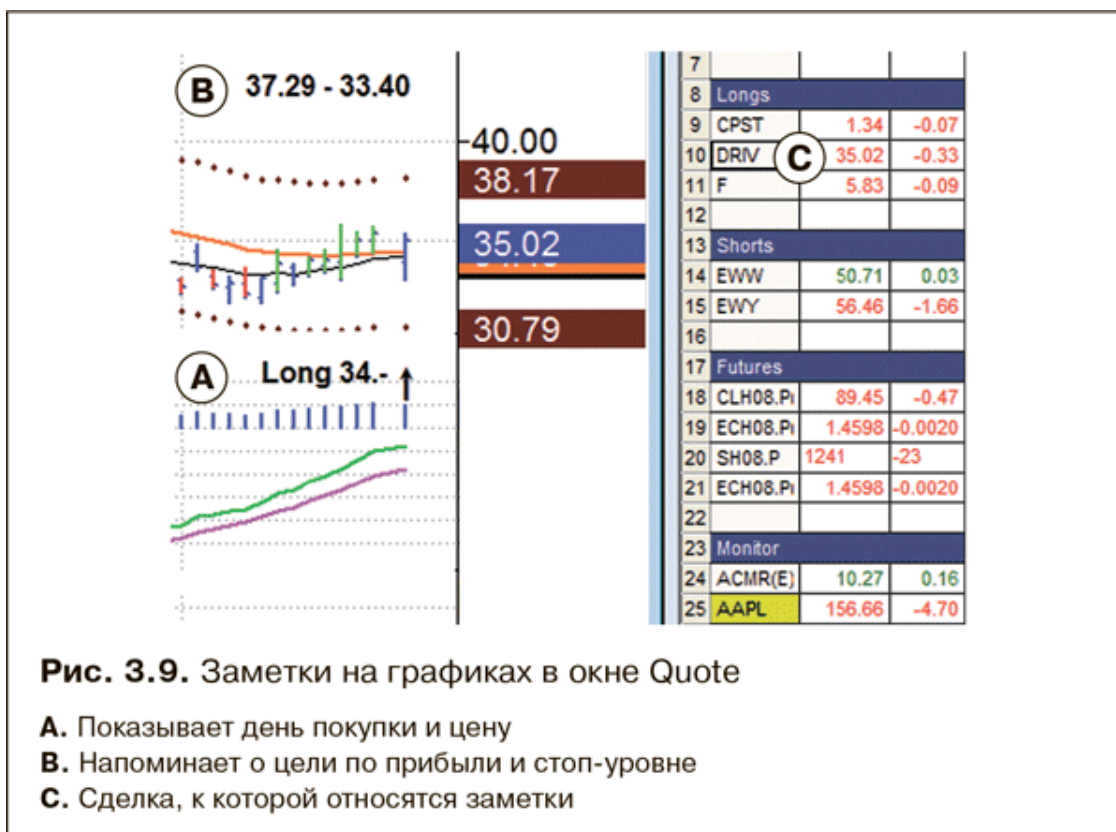 B 37.29 - 33.40
40.00
38.17
35.02
30.79
A Long 34.-
7
8 Longs
9 CPST 1.34 -0.07
10 DRIV C 35.02 -0.33
11 F 5.83 -0.09
12
13 Shorts
14 EWW 50.71 0.03
15 EWY 56.46 -1.66
16
17 Futures
18 CLH08.P 89.45 -0.47
19 ECH08.P 1.4598 -0.0020
20 SH08.P 1241 -23
21 ECH08.P 1.4598 -0.0020
22
23 Monitor
24 ACMR(E) 10.27 0.16
25 AAPL 156.66 -4.70
Рис. 3.9. Заметки на графиках в окне Quote
A. Показывает день покупки и цену
B. Напоминает о цели по прибыли и стоп-уровне
C. Сделка, к которой относятся заметки